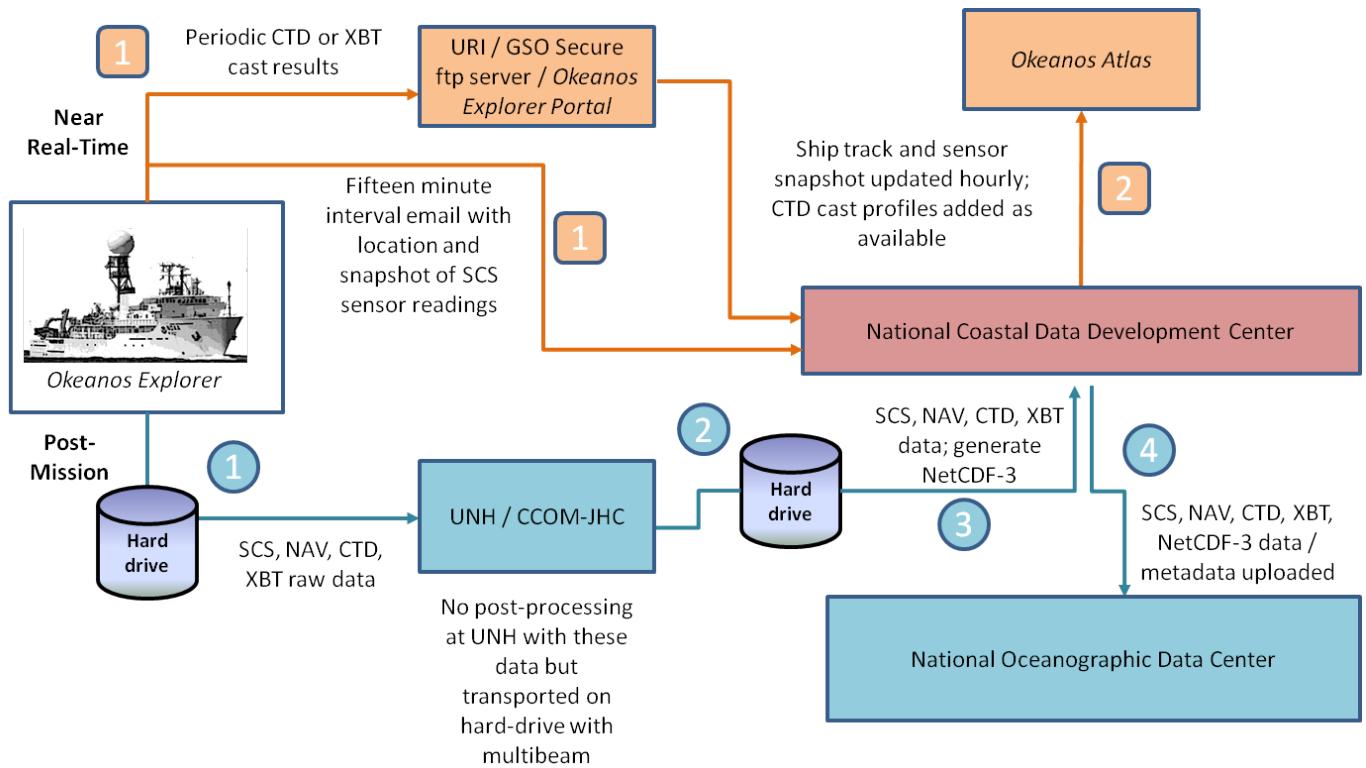 1
Periodic CTD or XBT
cast results
URI / GSO Secure
ftp server / Okeanos
Explorer Portal
Okeanos Atlas
Near
Real-Time
Fifteen minute
interval email with
location and
snapshot of SCS
sensor readings
1
Ship track and sensor
snapshot updated hourly;
CTD cast profiles added as
available
2
National Coastal Data Development Center
Okeanos Explorer
Post-
Mission
1
Hard
drive
SCS, NAV, CTD,
XBT raw data
UNH / CCOM-JHC
No post-processing
at UNH with these
data but
transported on
hard-drive with
multibeam
2
Hard
drive
SCS, NAV, CTD, XBT
data; generate
NetCDF-3
3
4
SCS, NAV, CTD, XBT,
NetCDF-3 data /
metadata uploaded
National Oceanographic Data Center